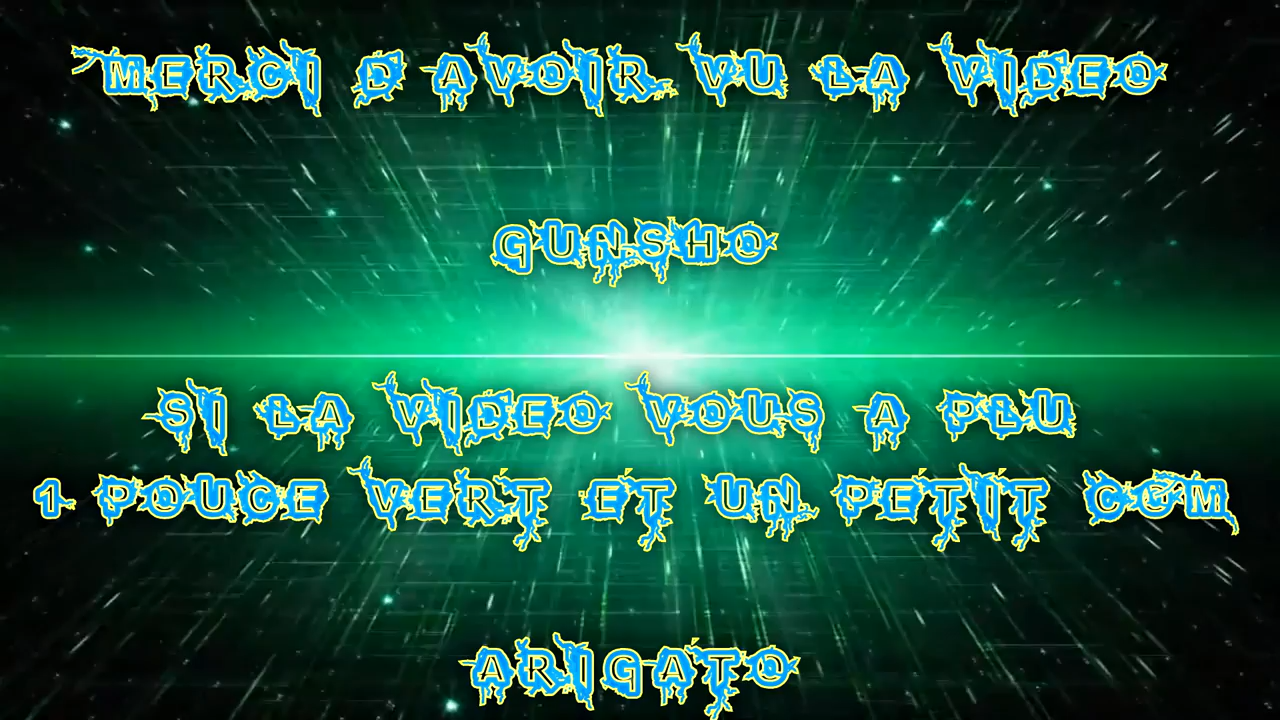 MERCI D AVOIR VU LA VIDEO
GUNSHO
SI LA VIDEO VOUS A PLU
1 POUCE VERT ET UN PETIT COM
ARIGATO